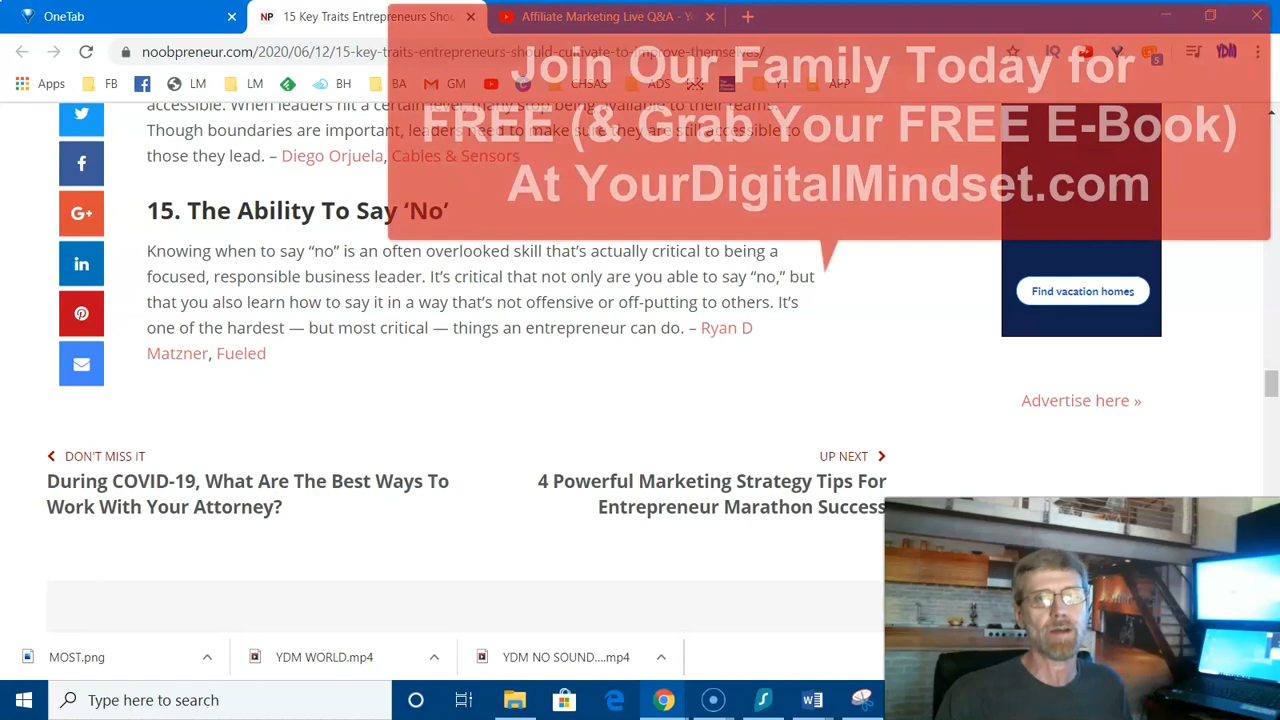 OneTab
NP 15 Key Traits Entrepreneurs Shou
Affiliate Marketing Live Q&A - Y
noobpreneur.com/2020/06/12/15-key-traits-entrepreneurs-should-cultivate-to-improve-themselves/
Apps FB LM LM BH BA GM CHSAS ADS YT APP
Join Our Family Today for
FREE (& Grab Your FREE E-Book)
At YourDigitalMindset.com
accessible. When leaders hit a certain level, many stop being available to their teams.
Though boundaries are important, leaders need to make sure they are still accessible to
those they lead. – Diego Orjuela, Cables & Sensors
15. The Ability To Say ‘No’
Knowing when to say “no” is an often overlooked skill that’s actually critical to being a
focused, responsible business leader. It’s critical that not only are you able to say “no,” but
that you also learn how to say it in a way that’s not offensive or off-putting to others. It’s
one of the hardest — but most critical — things an entrepreneur can do. – Ryan D
Matzner, Fueled
Find vacation homes
Advertise here »
DON'T MISS IT
During COVID-19, What Are The Best Ways To
Work With Your Attorney?
UP NEXT
4 Powerful Marketing Strategy Tips For
Entrepreneur Marathon Success
MOST.png
YDM WORLD.mp4
YDM NO SOUND....mp4
Type here to search